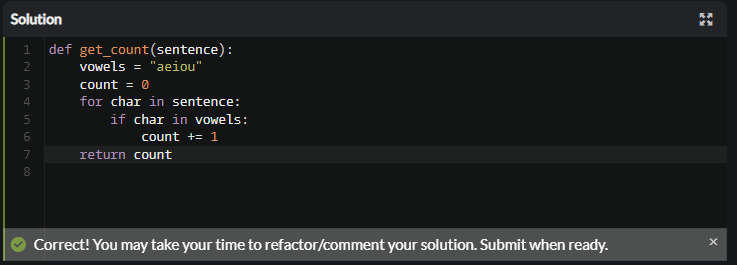 Solution
1 def get_count(sentence):
2     vowels = "aeiou"
3     count = 0
4     for char in sentence:
5         if char in vowels:
6             count += 1
7     return count
8
Correct! You may take your time to refactor/comment your solution. Submit when ready. ×